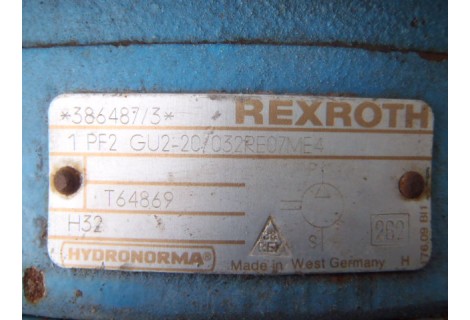 *386487/3* REXROTH
1 PF2 GU2-20/032RE07ME4
T64869
H32
P
S
HYDRONORMA®
Made in West Germany H